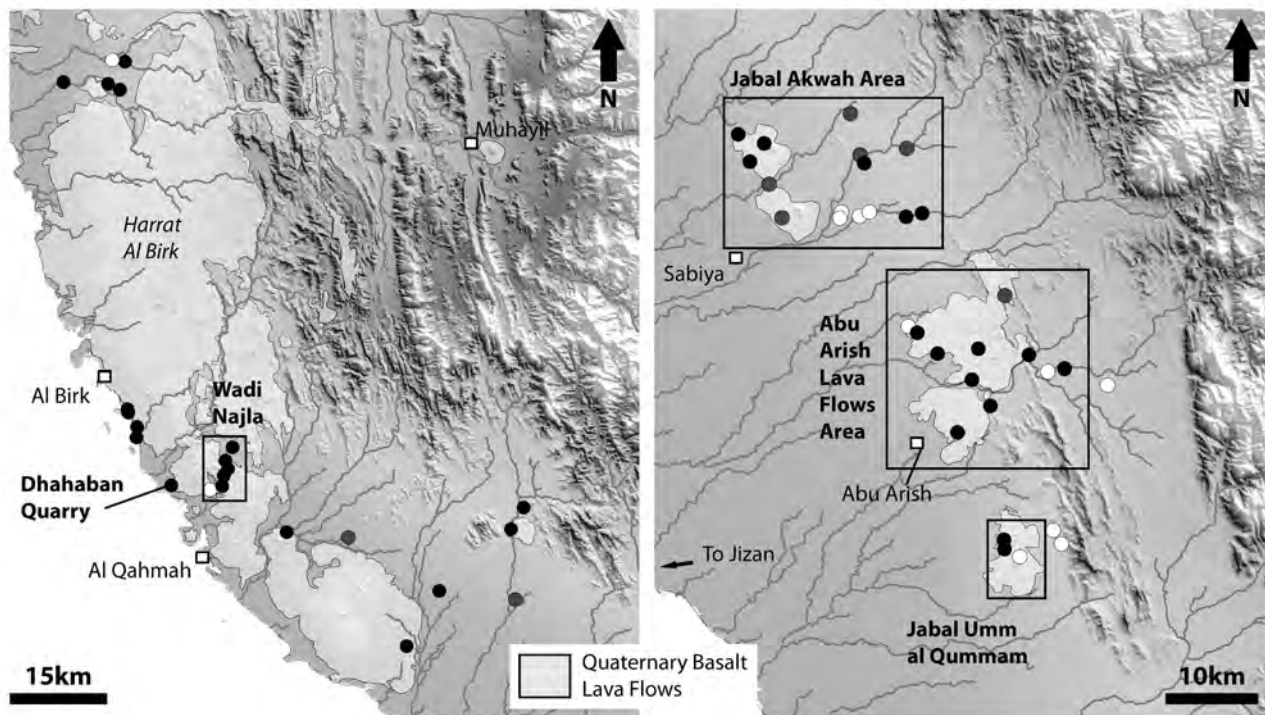 N
Muhayil
Harrat
Al Birk
Al Birk
Wadi
Najla
Dhahaban
Quarry
Al Qahmah
15km
Quaternary Basalt
Lava Flows
N
Jabal Akwah Area
Sabiya
Abu
Arish
Lava
Flows
Area
Abu Arish
To Jizan
Jabal Umm
al Qummam
10km